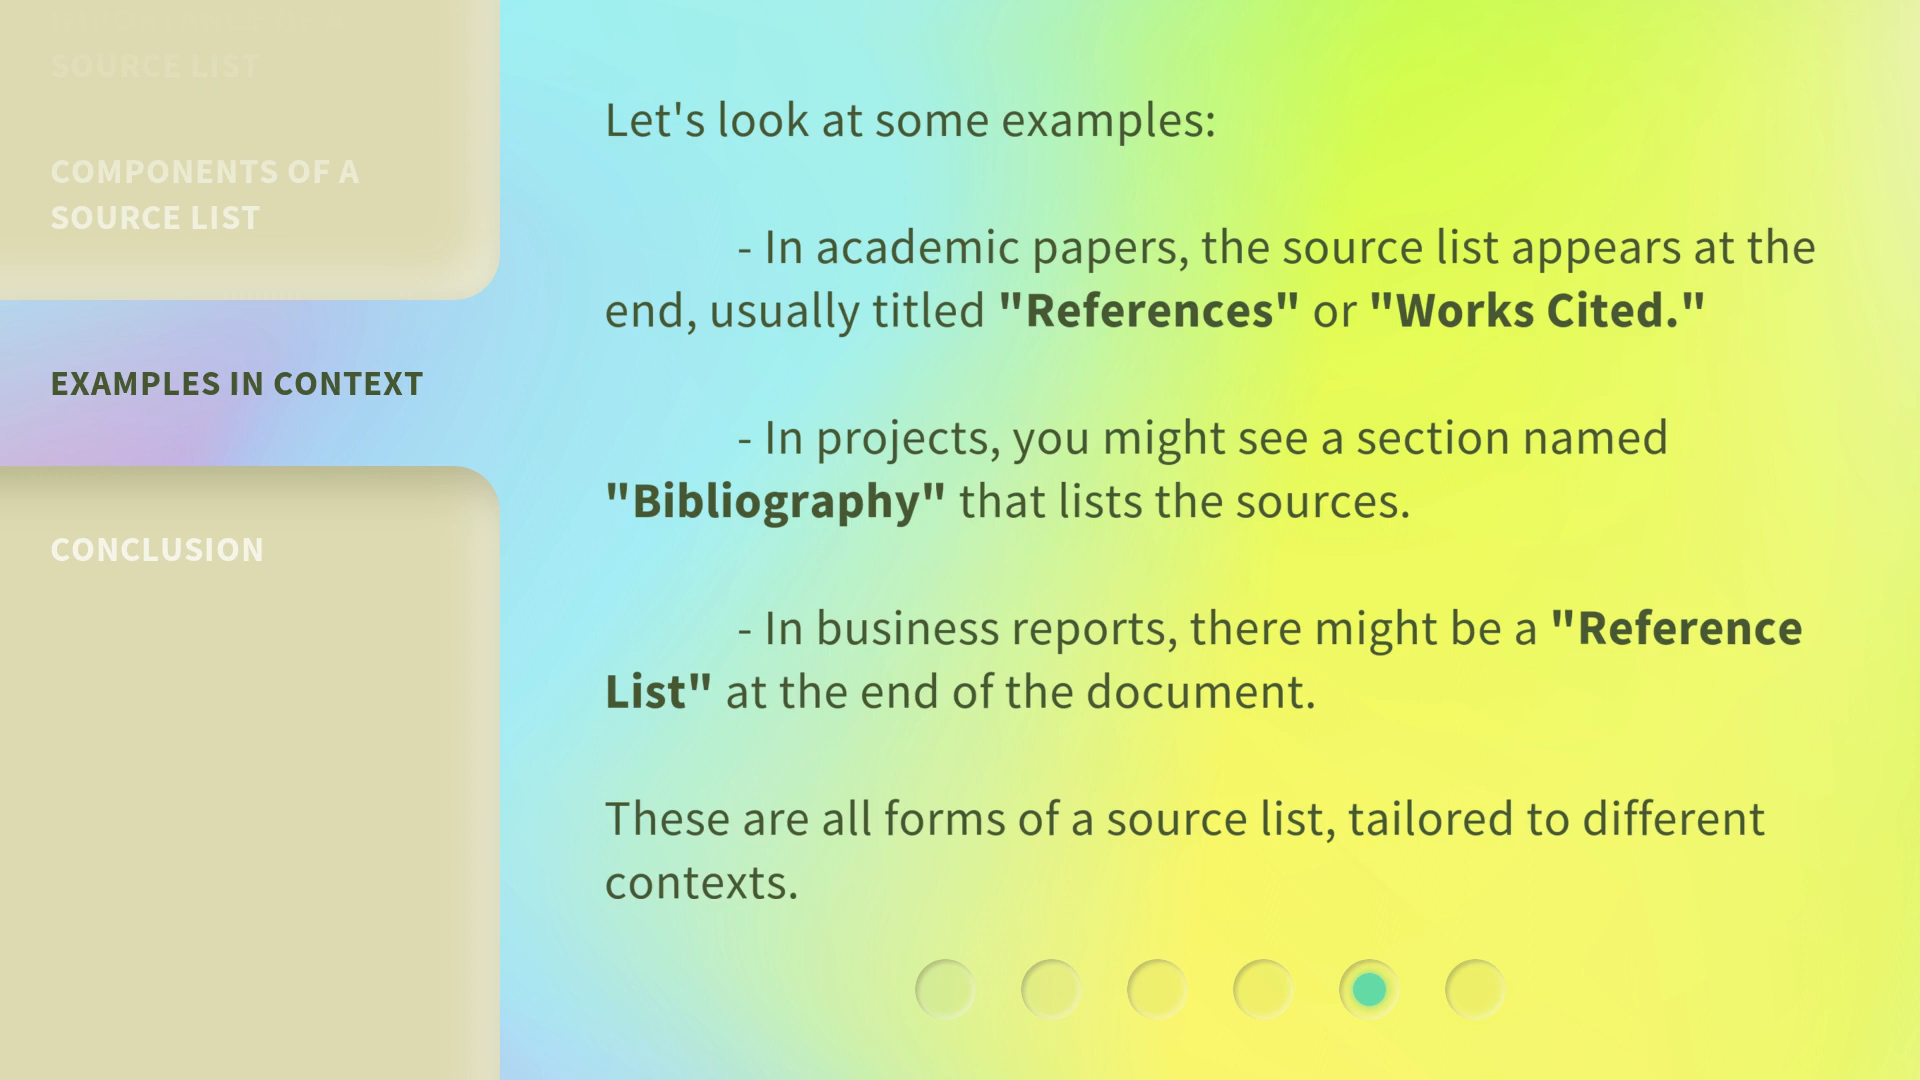 SOURCE LIST
COMPONENTS OF A
SOURCE LIST
EXAMPLES IN CONTEXT
CONCLUSION
Let's look at some examples:
- In academic papers, the source list appears at the
end, usually titled "References" or "Works Cited."
- In projects, you might see a section named
"Bibliography" that lists the sources.
- In business reports, there might be a "Reference
List" at the end of the document.
These are all forms of a source list, tailored to different
contexts.